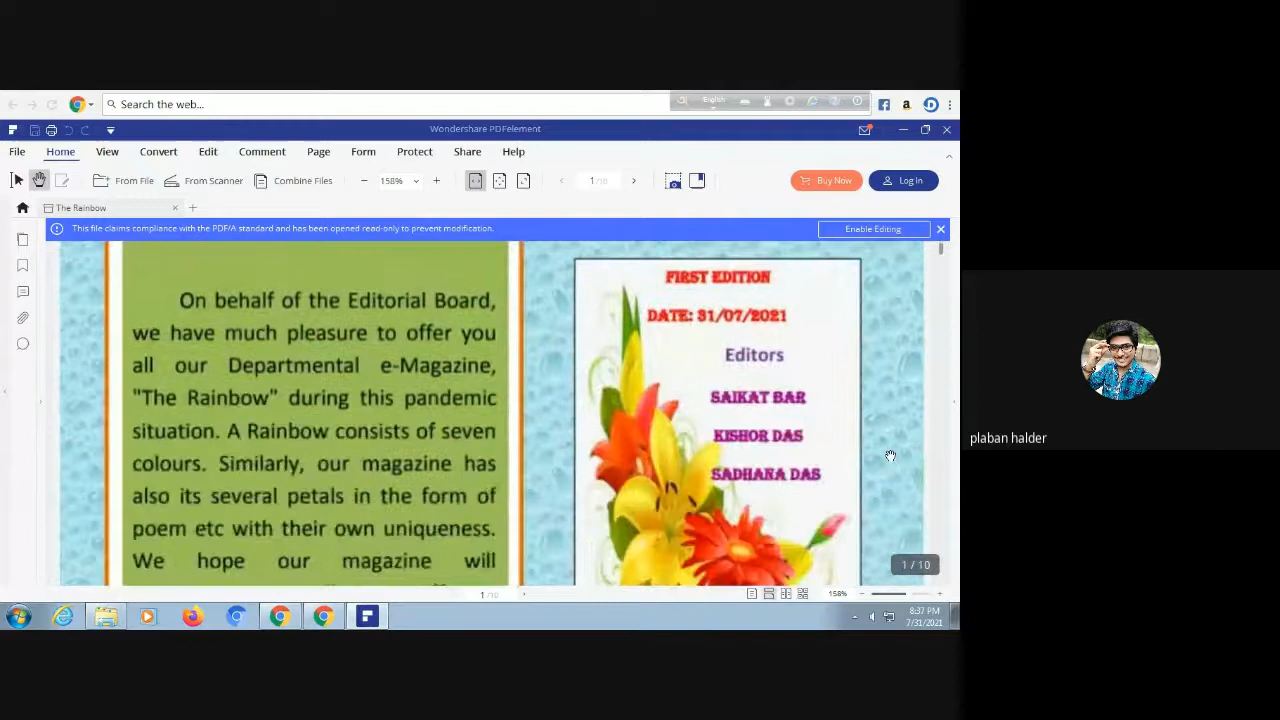 Search the web...
English
Wondershare PDFelement
File Home View Convert Edit Comment Page Form Protect Share Help
From File From Scanner Combine Files 158% 1/10 Buy Now Log In
The Rainbow
This file claims compliance with the PDF/A standard and has been opened read-only to prevent modification. Enable Editing
On behalf of the Editorial Board,
we have much pleasure to offer you
all our Departmental e-Magazine,
"The Rainbow" during this pandemic
situation. A Rainbow consists of seven
colours. Similarly, our magazine has
also its several petals in the form of
poem etc with their own uniqueness.
We hope our magazine will
FIRST EDITION
DATE: 31/07/2021
Editors
SAIKAT BAR
KISHOR DAS
SADHANA DAS
1 / 10
1/10
158%
8:37 PM
7/31/2021
plaban halder